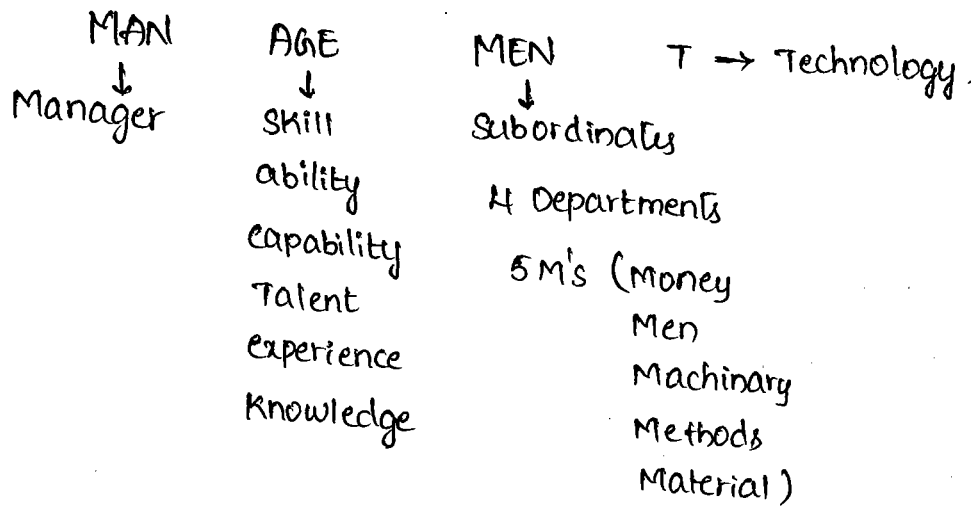 MAN AGE MEN T → Technology.
↓ ↓ ↓
Manager Skill Subordinates
ability
4 Departments
capability
5 M's (Money
Talent
Men
experience
Machinary
Knowledge
Methods
Material)